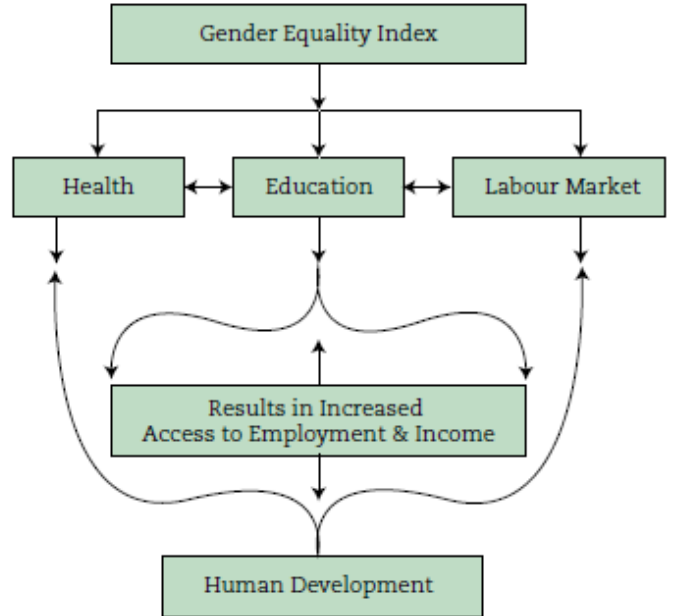 Gender Equality Index
Health
Education
Labour Market
Results in Increased
Access to Employment & Income
Human Development